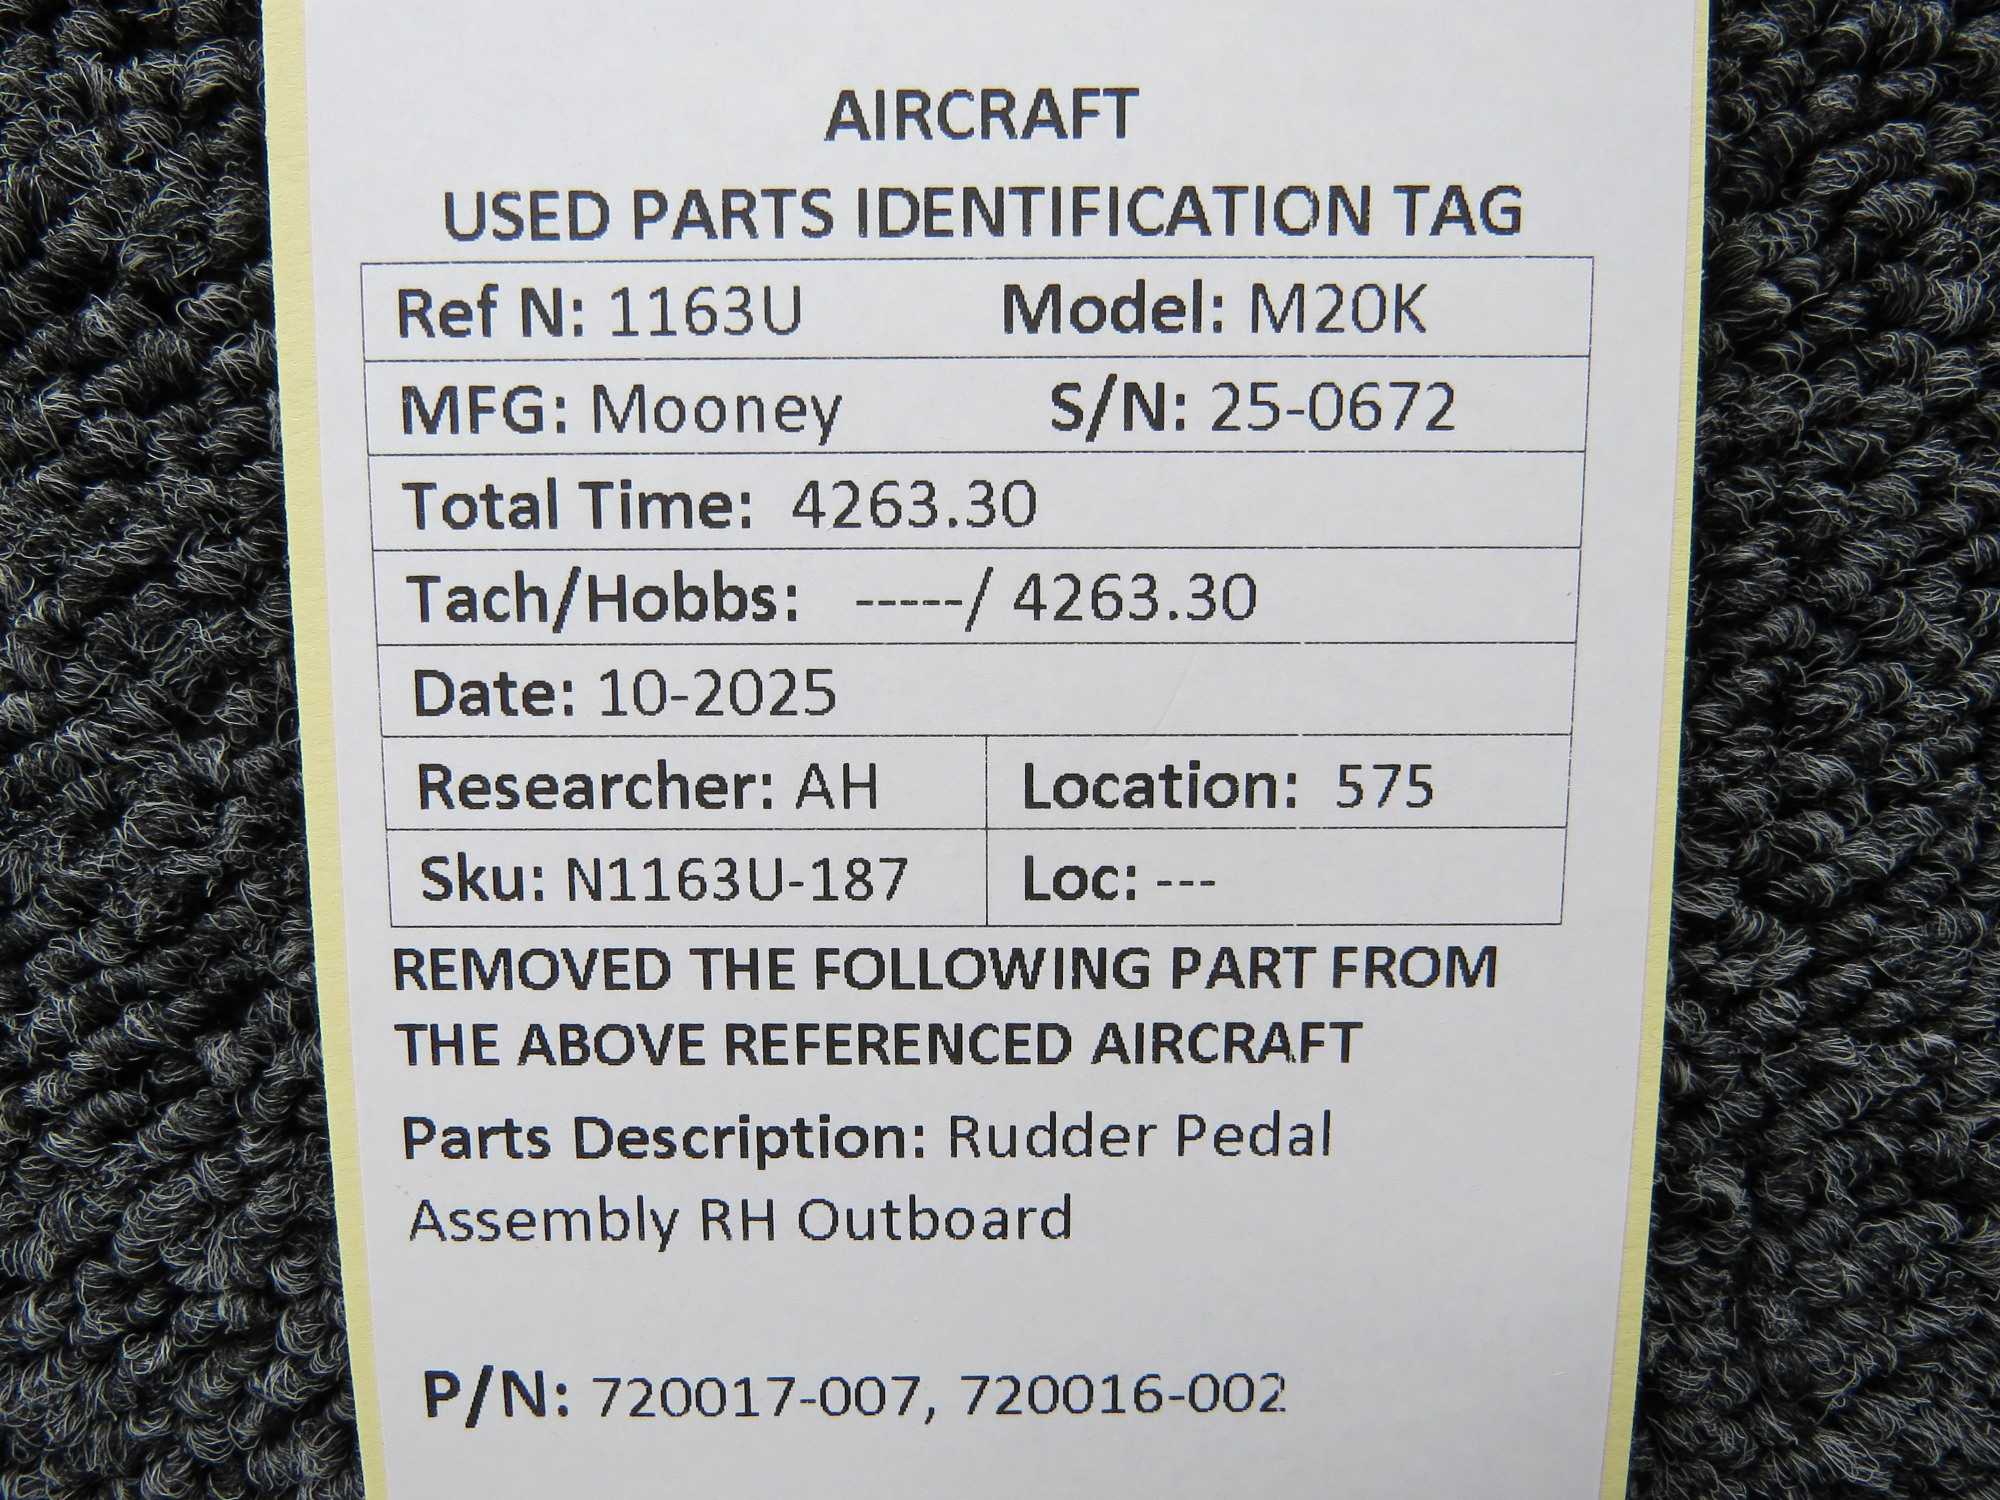 AIRCRAFT
USED PARTS IDENTIFICATION TAG
Ref N: 1163U Model: M20K
MFG: Mooney S/N: 25-0672
Total Time: 4263.30
Tach/Hobbs: -----/ 4263.30
Date: 10-2025
Researcher: AH Location: 575
Sku: N1163U-187 Loc: ---
REMOVED THE FOLLOWING PART FROM
THE ABOVE REFERENCED AIRCRAFT
Parts Description: Rudder Pedal
Assembly RH Outboard
P/N: 720017-007, 720016-002